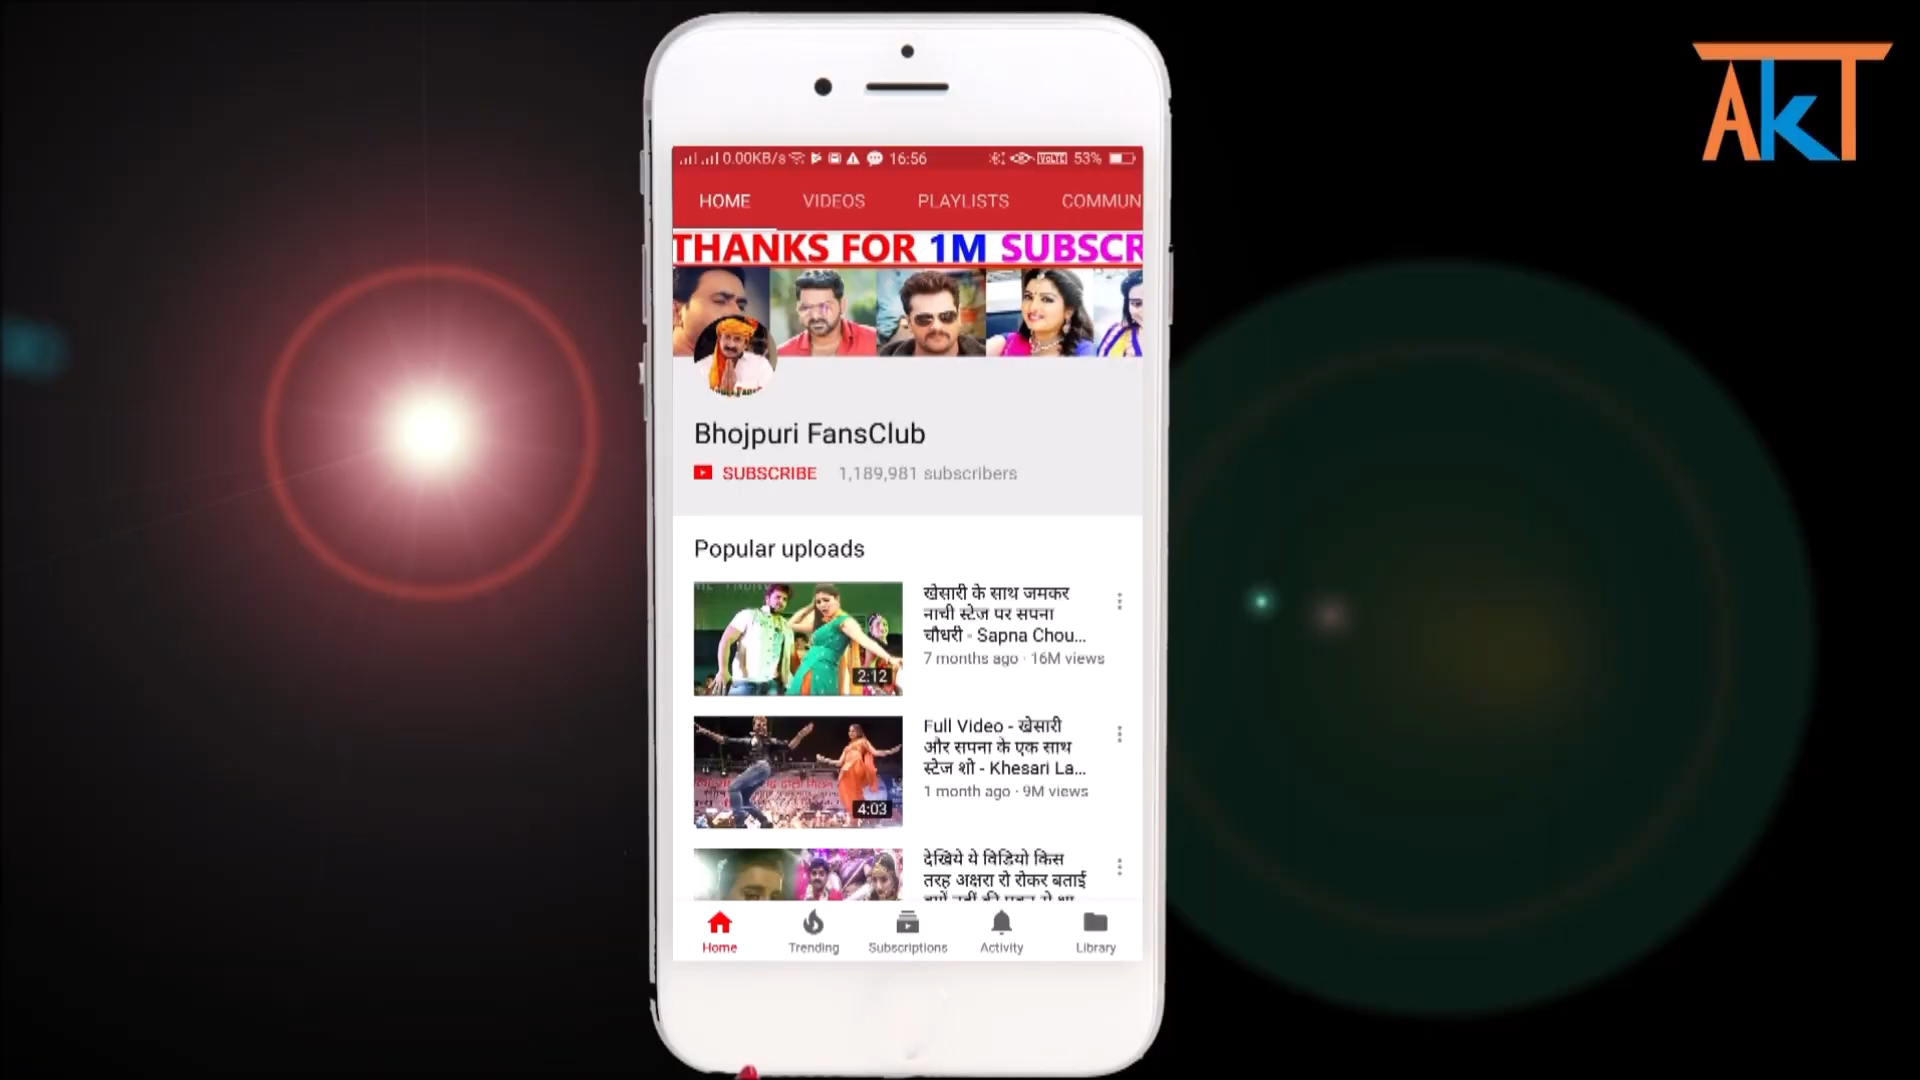 AKT
0.00KB/s 16:56 VoLTE 53%
HOME VIDEOS PLAYLISTS COMMUN
THANKS FOR 1M SUBSCR
Bhojpuri FansClub
SUBSCRIBE 1,189,981 subscribers
Popular uploads
खेसारी के साथ जमकर
नाची स्टेज पर सपना
चौधरी - Sapna Chou...
7 months ago · 16M views
2:12
Full Video - खेसारी
और सपना के एक साथ
स्टेज शो - Khesari La...
1 month ago · 9M views
4:03
देखिये ये विडियो किस
तरह अक्षरा रो रोकर बताई
Home Trending Subscriptions Activity Library